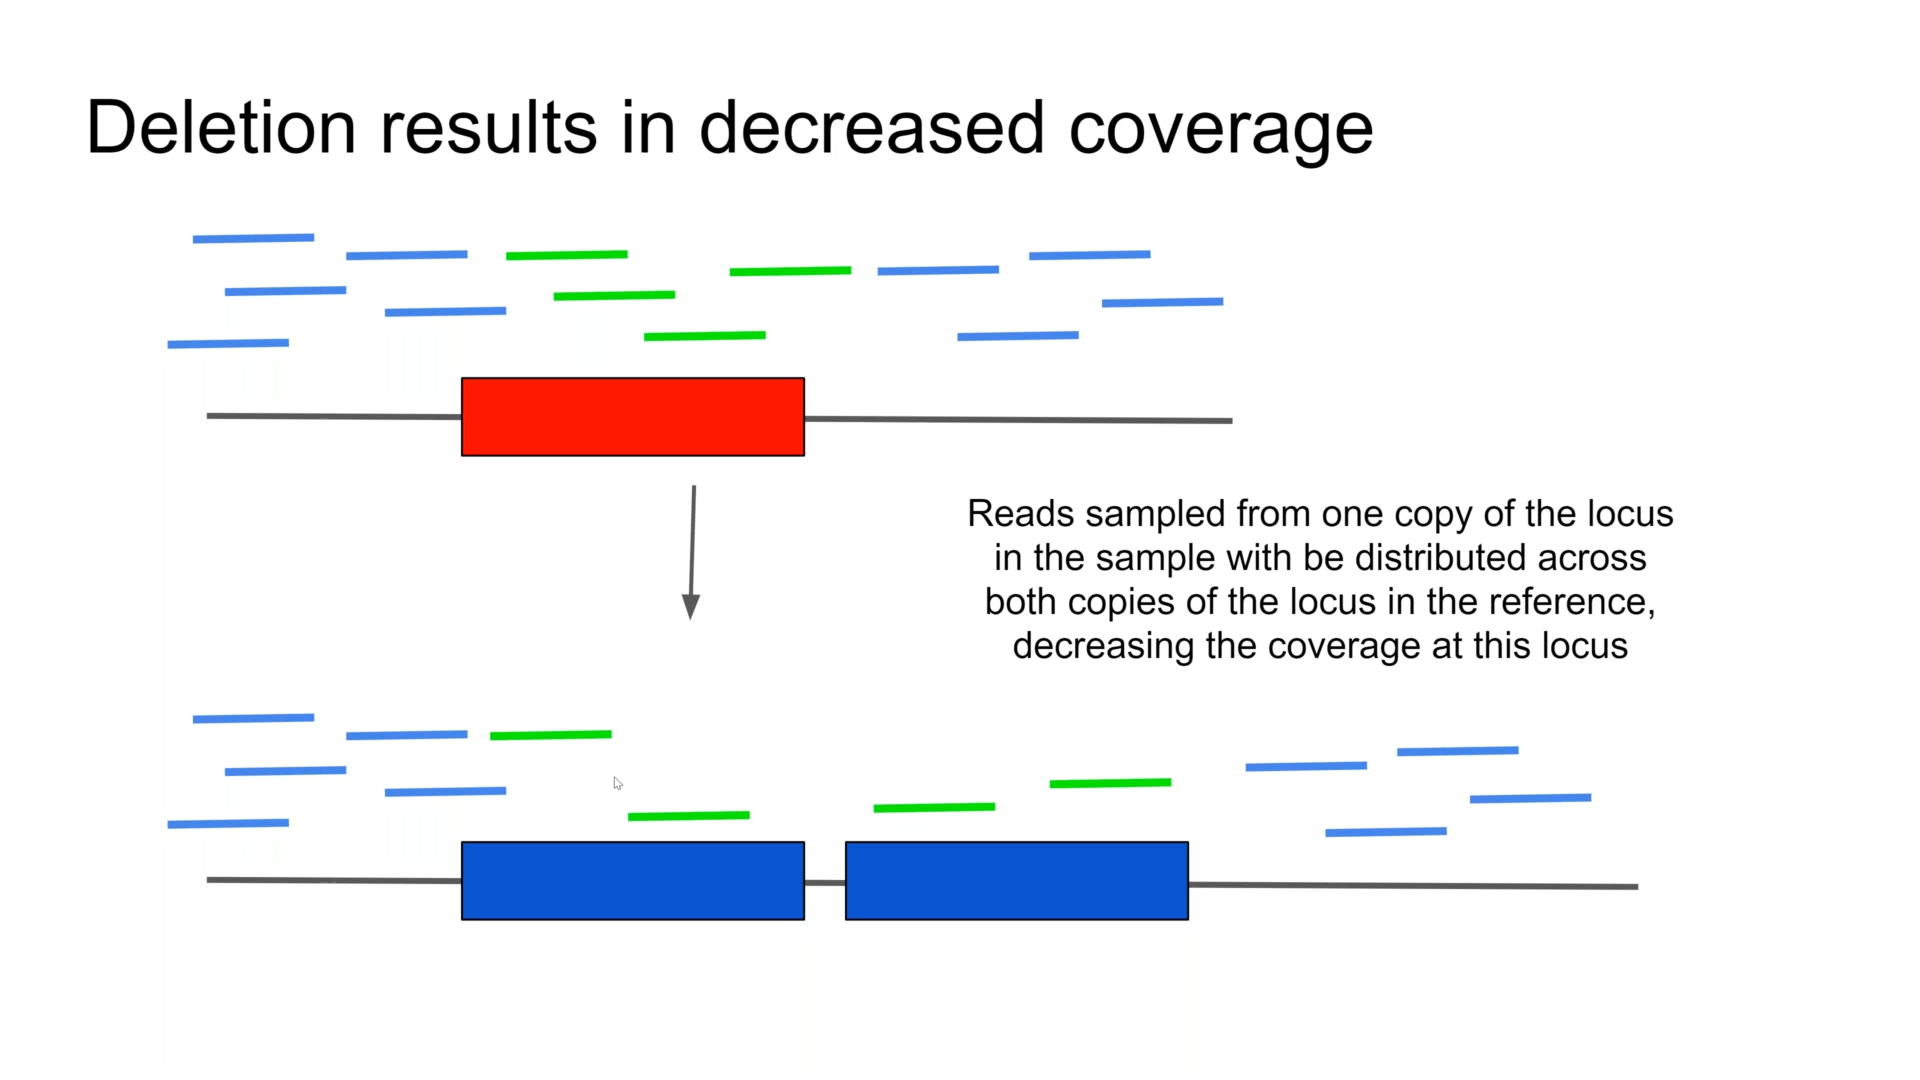 Deletion results in decreased coverage
Reads sampled from one copy of the locus
in the sample with be distributed across
both copies of the locus in the reference,
decreasing the coverage at this locus